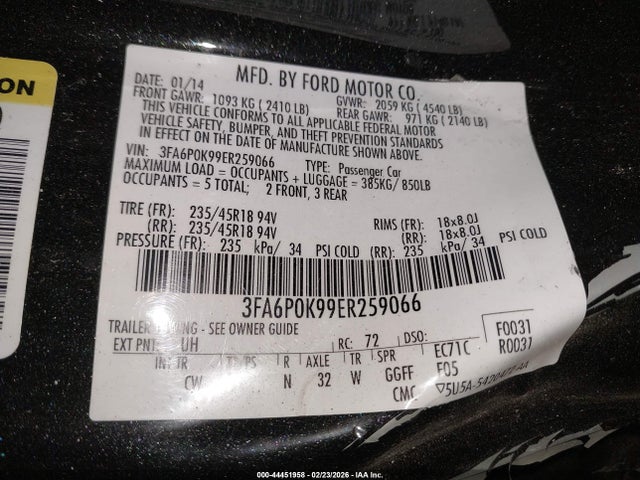 ON
MFD. BY FORD MOTOR CO.
DATE: 01/14
FRONT GAWR: 1093 KG ( 2410 LB)
GVWR: 2059 KG ( 4540 LB)
REAR GAWR: 971 KG ( 2140 LB)
THIS VEHICLE CONFORMS TO ALL APPLICABLE FEDERAL MOTOR
VEHICLE SAFETY, BUMPER, AND THEFT PREVENTION STANDARDS
IN EFFECT ON THE DATE OF MANUFACTURE SHOWN ABOVE.
VIN: 3FA6P0K99ER259066 TYPE: Passenger Car
MAXIMUM LOAD = OCCUPANTS + LUGGAGE = 385KG/ 850LB
OCCUPANTS = 5 TOTAL; 2 FRONT, 3 REAR
TIRE (FR): 235/45R18 94V RIMS (FR): 18x8.0J
(RR): 235/45R18 94V (RR): 18x8.0J
PRESSURE (FR): 235 kPa/ 34 PSI COLD (RR): 235 kPa/ 34 PSI COLD
3FA6P0K99ER259066
TRAILER - SEE OWNER GUIDE
EXT PNT: UH RC: 72 DSO: F0031
INT TR R AXLE TR SPR EC71C R0037
CW N 32 W GGFF F05
CMC
000-44451958 - 02/23/2026 - IAA Inc.